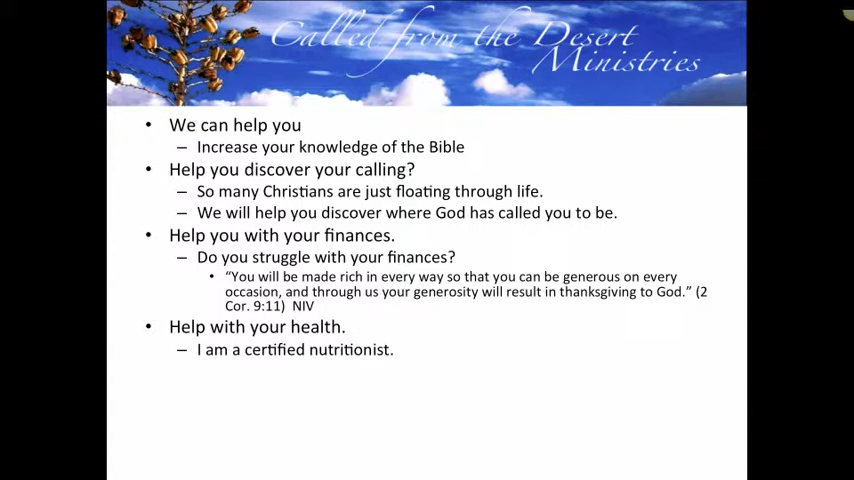 Called from the Desert
Ministries
• We can help you
– Increase your knowledge of the Bible
• Help you discover your calling?
– So many Christians are just floating through life.
– We will help you discover where God has called you to be.
• Help you with your finances.
– Do you struggle with your finances?
• “You will be made rich in every way so that you can be generous on every
occasion, and through us your generosity will result in thanksgiving to God.” (2
Cor. 9:11)  NIV
• Help with your health.
– I am a certified nutritionist.